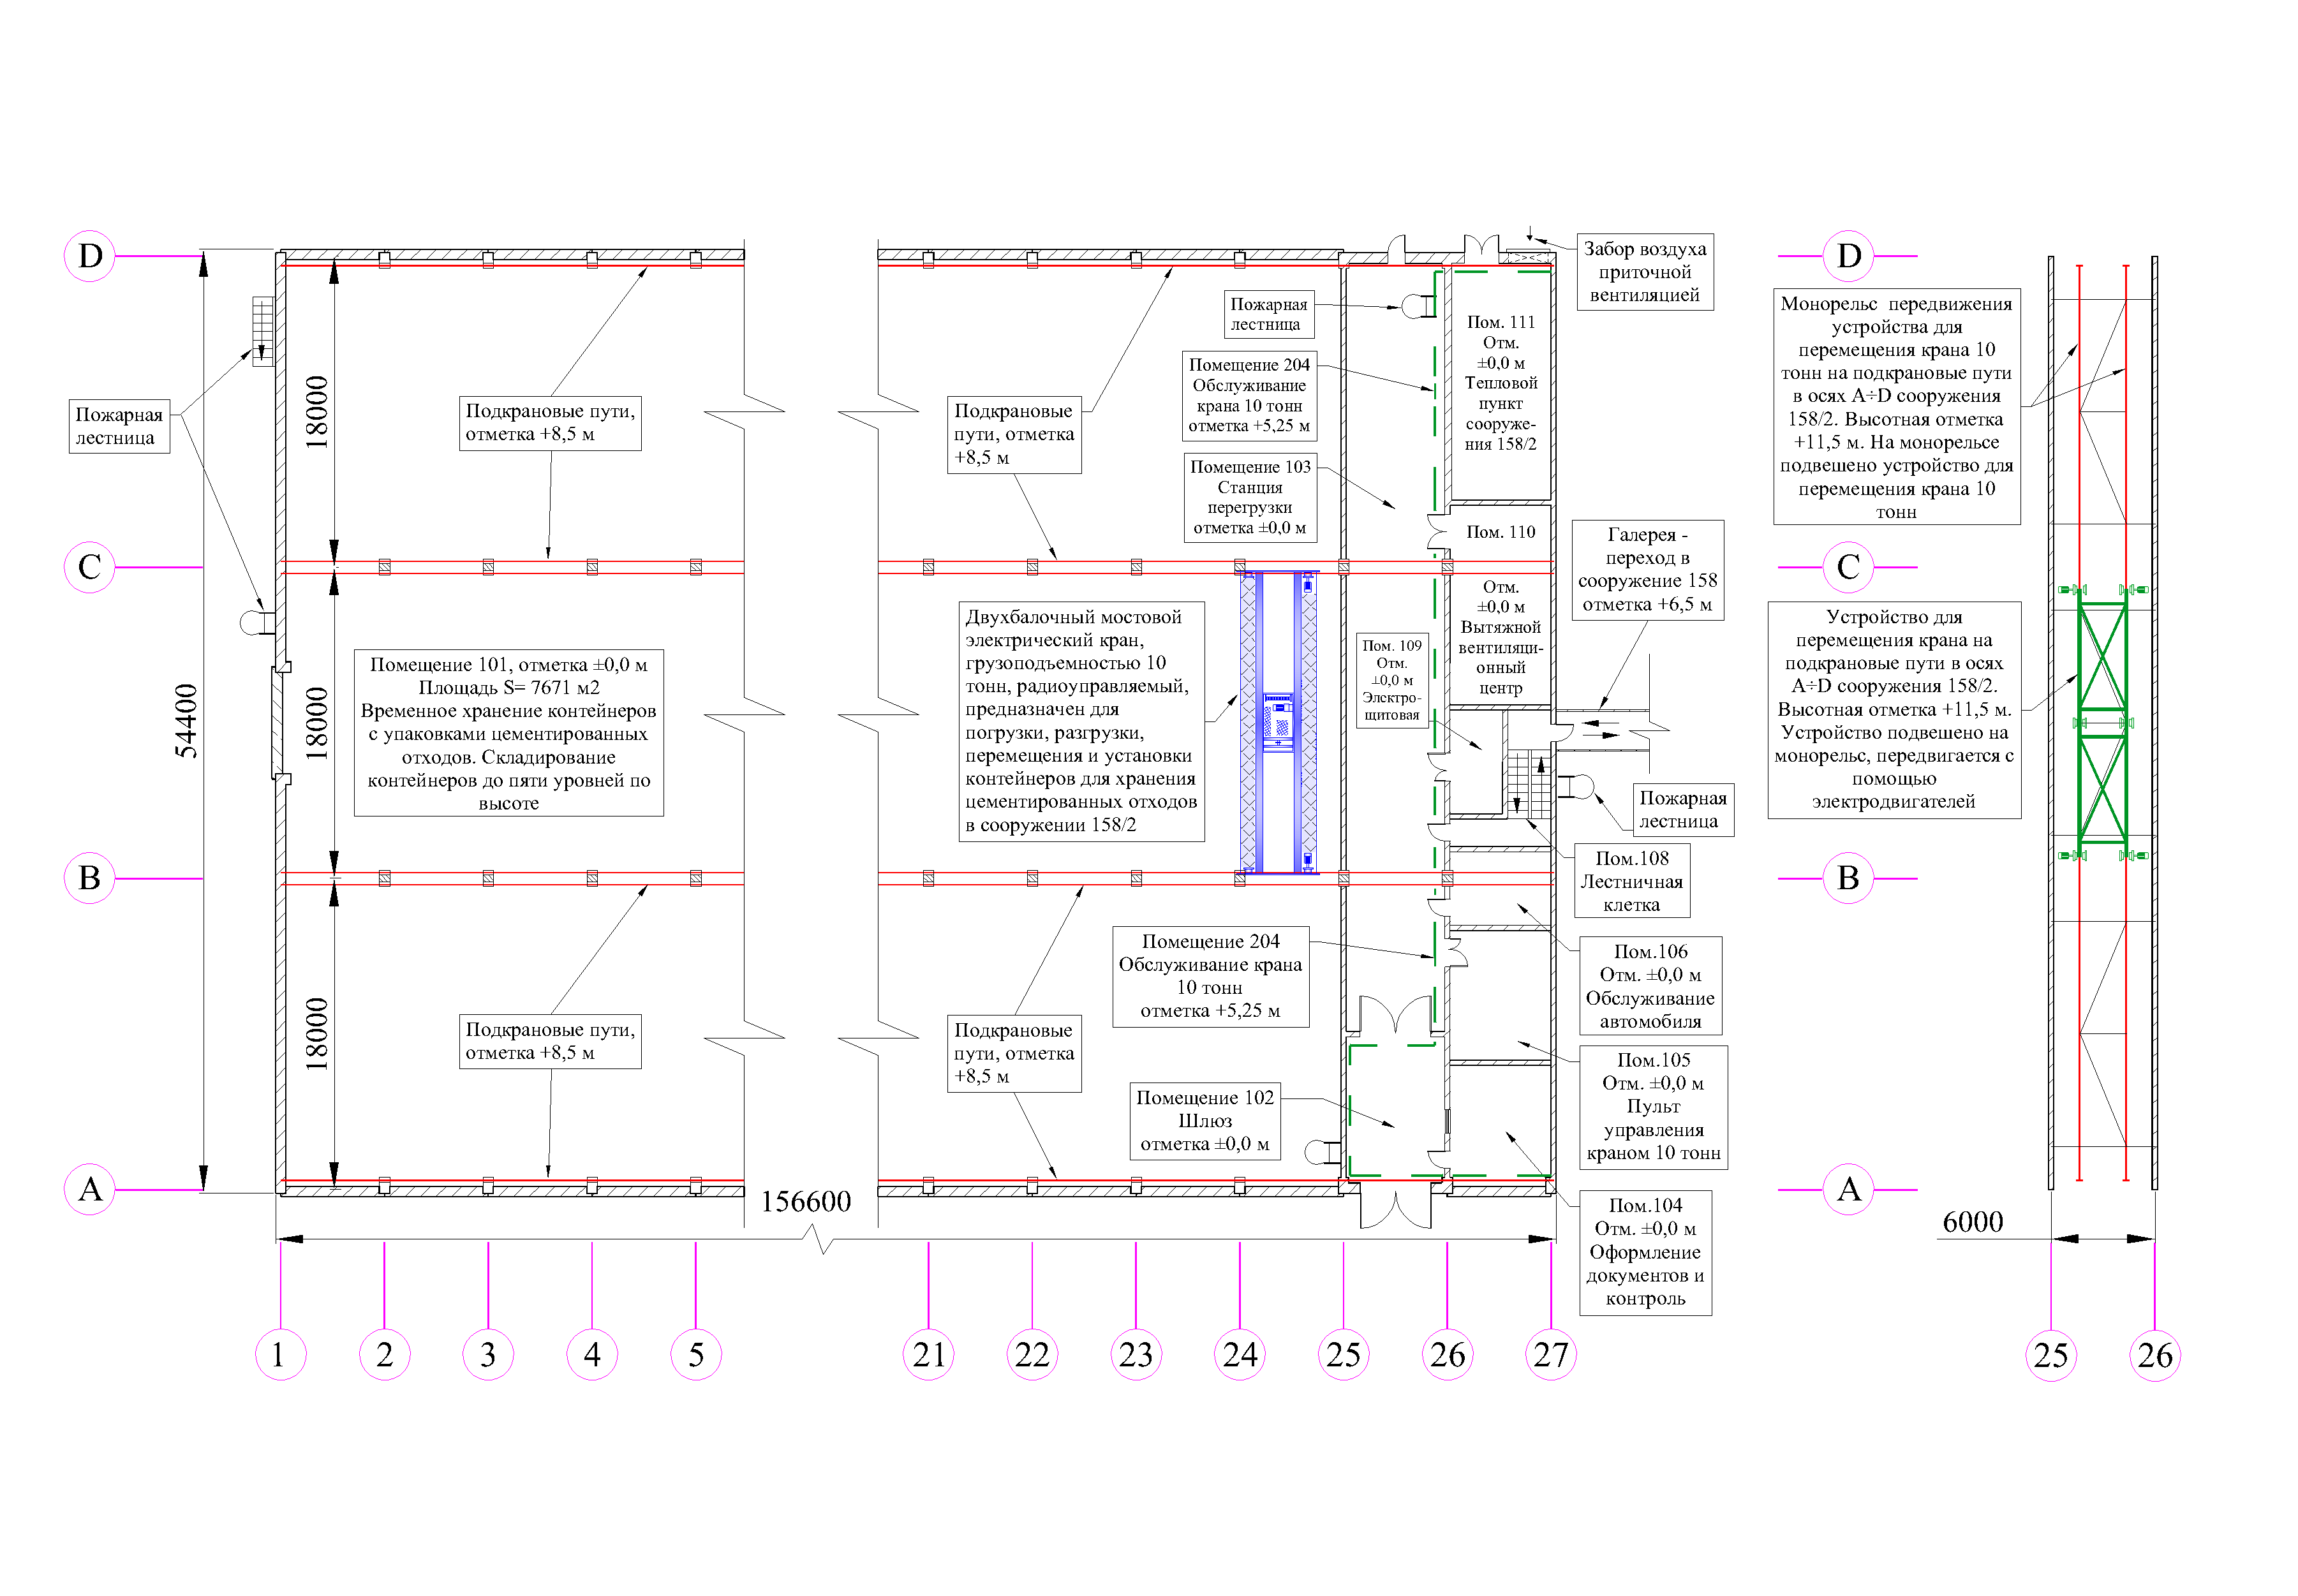 D
C
B
A
54400
18000
18000
18000
156600
Пожарная
лестница
Подкрановые пути,
отметка +8,5 м
Помещение 101, отметка ±0,0 м
Площадь S= 7671 м2
Временное хранение контейнеров
с упаковками цементированных
отходов. Складирование
контейнеров до пяти уровней по
высоте
Подкрановые пути,
отметка +8,5 м
Подкрановые
пути, отметка
+8,5 м
Двухбалочный мостовой
электрический кран,
грузоподъемностью 10
тонн, радиоуправляемый,
предназначен для
погрузки, разгрузки,
перемещения и установки
контейнеров для хранения
цементированных отходов
в сооружении 158/2
Подкрановые
пути, отметка
+8,5 м
Пожарная
лестница
Помещение 204
Обслуживание
крана 10 тонн
отметка +5,25 м
Помещение 103
Станция
перегрузки
отметка ±0,0 м
Помещение 204
Обслуживание крана
10 тонн
отметка +5,25 м
Помещение 102
Шлюз
отметка ±0,0 м
Пом. 111
Отм.
±0,0 м
Тепловой
пункт
сооруже-
ния 158/2
Пом. 110
Отм.
±0,0 м
Вытяжной
вентиляци-
онный
центр
Пом. 109
Отм.
±0,0 м
Электро-
щитовая
Забор воздуха
приточной
вентиляцией
Галерея -
переход в
сооружение 158
отметка +6,5 м
Пожарная
лестница
Пом.108
Лестничная
клетка
Пом.106
Отм. ±0,0 м
Обслуживание
автомобиля
Пом.105
Отм. ±0,0 м
Пульт
управления
краном 10 тонн
Пом.104
Отм. ±0,0 м
Оформление
документов и
контроль
1
2
3
4
5
21
22
23
24
25
26
27
D
Монорельс передвижения
устройства для
перемещения крана 10
тонн на подкрановые пути
в осях А÷D сооружения
158/2. Высотная отметка
+11,5 м. На монорельсе
подвешено устройство для
перемещения крана 10
тонн
C
Устройство для
перемещения крана на
подкрановые пути в осях
А÷D сооружения 158/2.
Высотная отметка +11,5 м.
Устройство подвешено на
монорельс, передвигается с
помощью
электродвигателей
B
A
6000
25
26